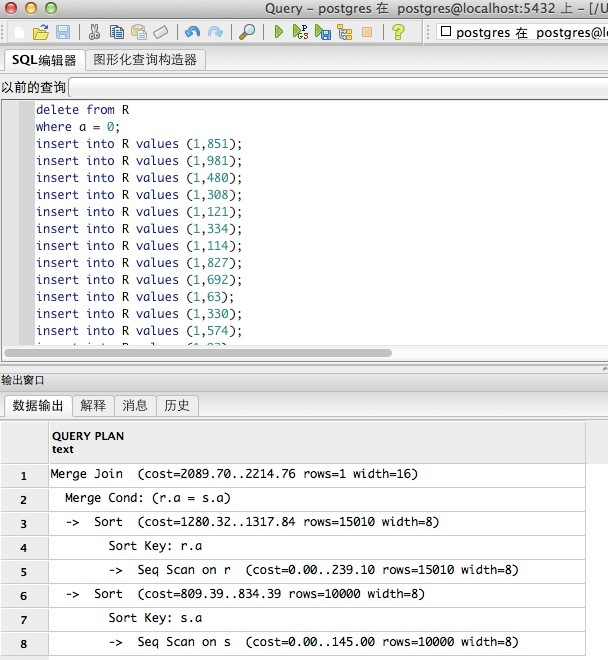 Query - postgres 在 postgres@localhost:5432 上 - [/U
postgres 在 postgres@lo
SQL编辑器 图形化查询构造器
以前的查询
delete from R
where a = 0;
insert into R values (1,851);
insert into R values (1,981);
insert into R values (1,480);
insert into R values (1,308);
insert into R values (1,121);
insert into R values (1,334);
insert into R values (1,114);
insert into R values (1,827);
insert into R values (1,692);
insert into R values (1,63);
insert into R values (1,330);
insert into R values (1,574);
输出窗口
数据输出 解释 消息 历史
QUERY PLAN
text
1 Merge Join (cost=2089.70..2214.76 rows=1 width=16)
2 Merge Cond: (r.a = s.a)
3 -> Sort (cost=1280.32..1317.84 rows=15010 width=8)
4 Sort Key: r.a
5 -> Seq Scan on r (cost=0.00..239.10 rows=15010 width=8)
6 -> Sort (cost=809.39..834.39 rows=10000 width=8)
7 Sort Key: s.a
8 -> Seq Scan on s (cost=0.00..145.00 rows=10000 width=8)